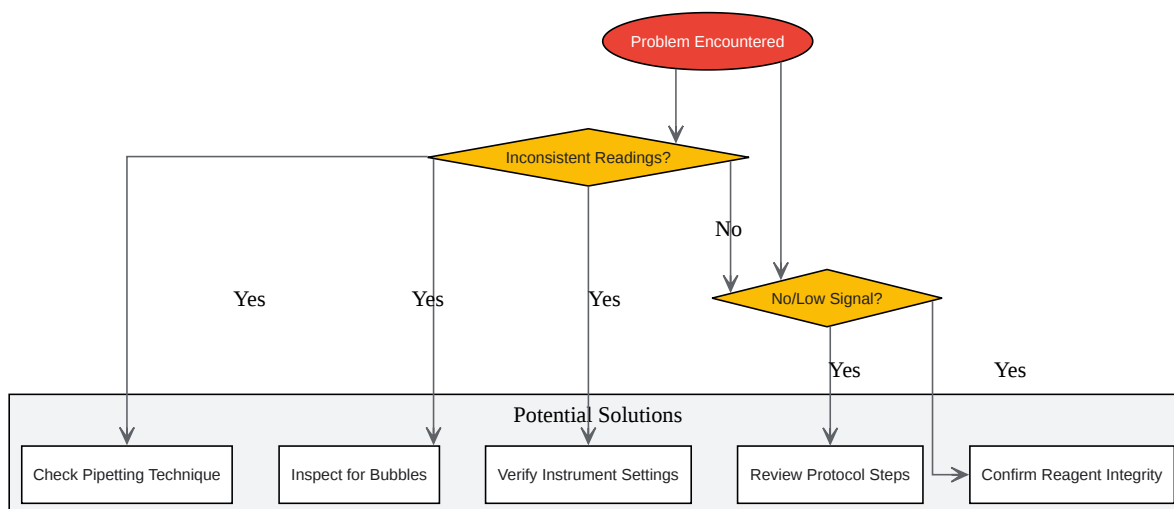 Problem Encountered
Inconsistent Readings?
No
No/Low Signal?
Yes
Yes
Yes
Yes
Yes
Potential Solutions
Check Pipetting Technique
Inspect for Bubbles
Verify Instrument Settings
Review Protocol Steps
Confirm Reagent Integrity